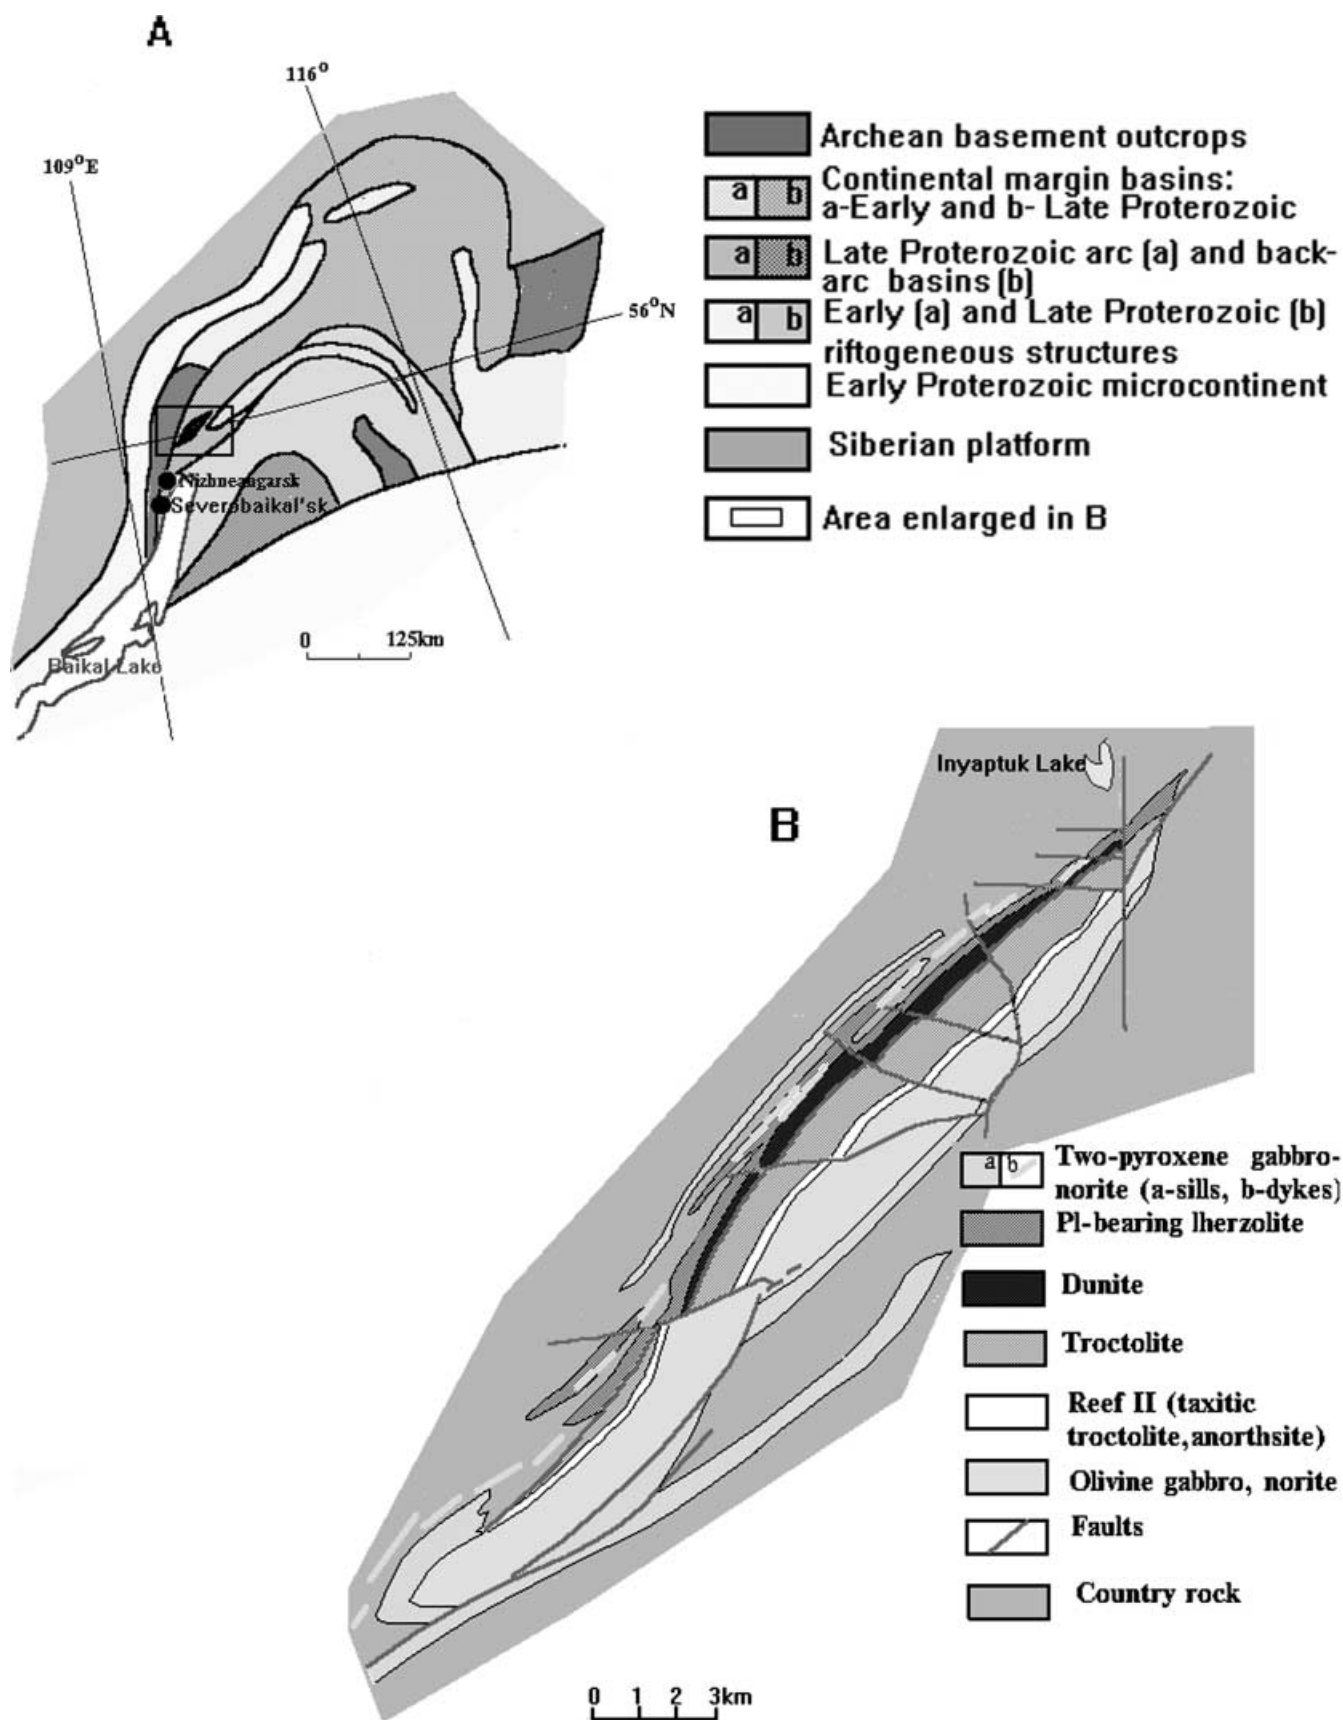 A
116°
109°E
56°N
Nizhneangarsk
Severobaikal'sk
0 125km
Baikal Lake
Archean basement outcrops
a b Continental margin basins:
a-Early and b- Late Proterozoic
a b Late Proterozoic arc (a) and back-
arc basins (b)
a b Early (a) and Late Proterozoic (b)
riftogeneous structures
Early Proterozoic microcontinent
Siberian platform
Area enlarged in B
B
Inyaptuk Lake
a b Two-pyroxene gabbro-
norite (a-sills, b-dykes)
Pl-bearing lherzolite
Dunite
Troctolite
Reef II (taxitic
troctolite,anorthsite)
Olivine gabbro, norite
Faults
Country rock
0 1 2 3km